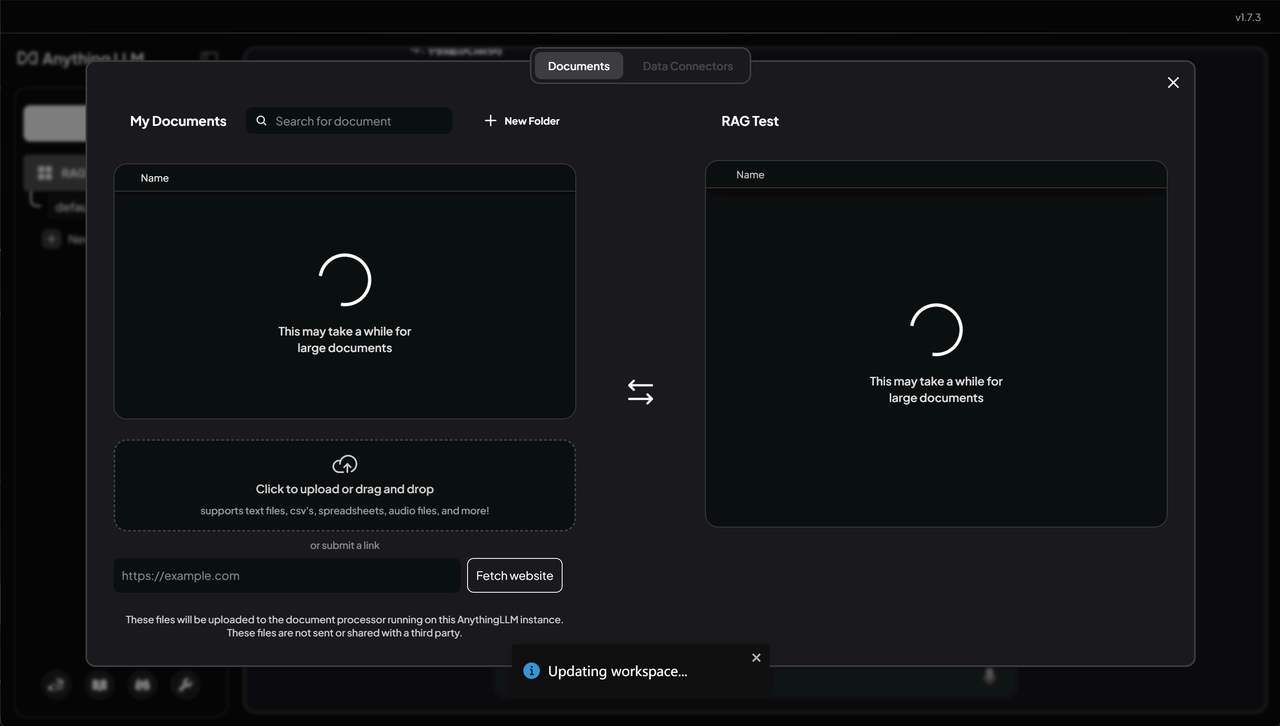 v1.7.3
AnythingLLM
Documents
Data Connectors
My Documents
Search for document
New Folder
RAG Test
Name
Name
This may take a while for
large documents
This may take a while for
large documents
Click to upload or drag and drop
supports text files, csv's, spreadsheets, audio files, and more!
or submit a link
https://example.com
Fetch website
These files will be uploaded to the document processor running on this AnythingLLM instance.
These files are not sent or shared with a third party.
Updating workspace...
RAG